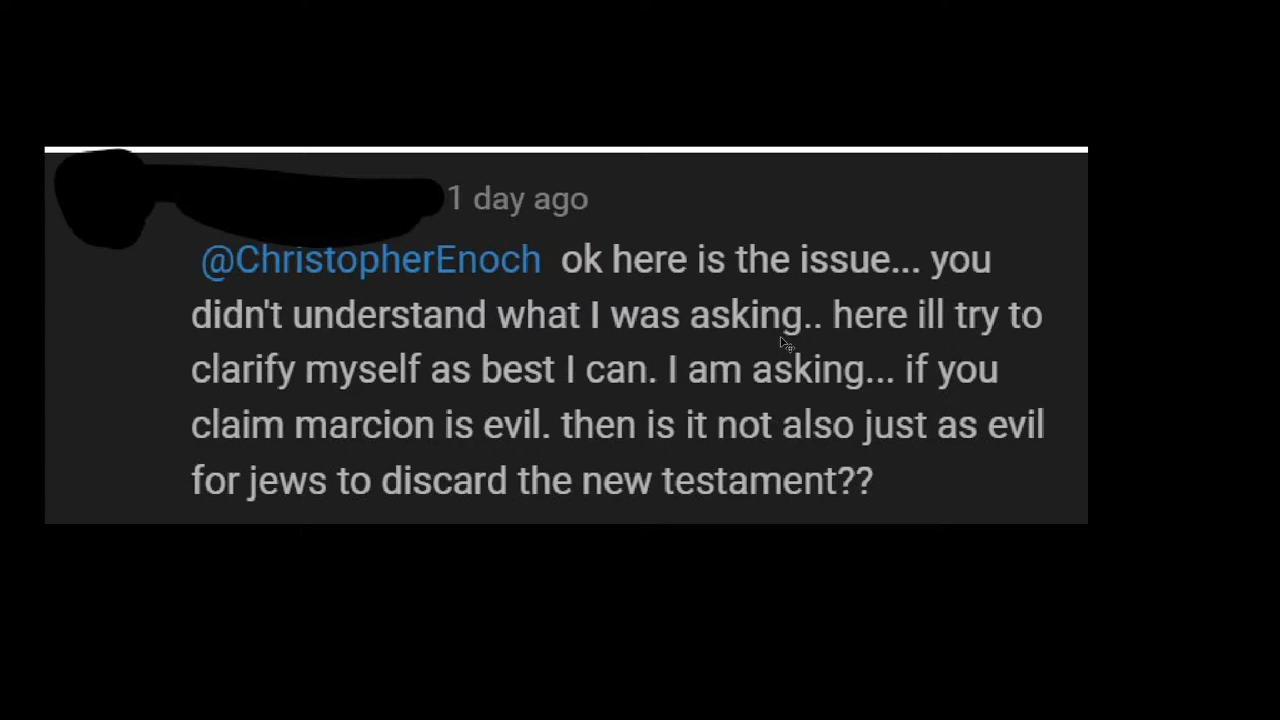 1 day ago
@ChristopherEnoch ok here is the issue... you
didn't understand what I was asking.. here ill try to
clarify myself as best I can. I am asking... if you
claim marcion is evil. then is it not also just as evil
for jews to discard the new testament??